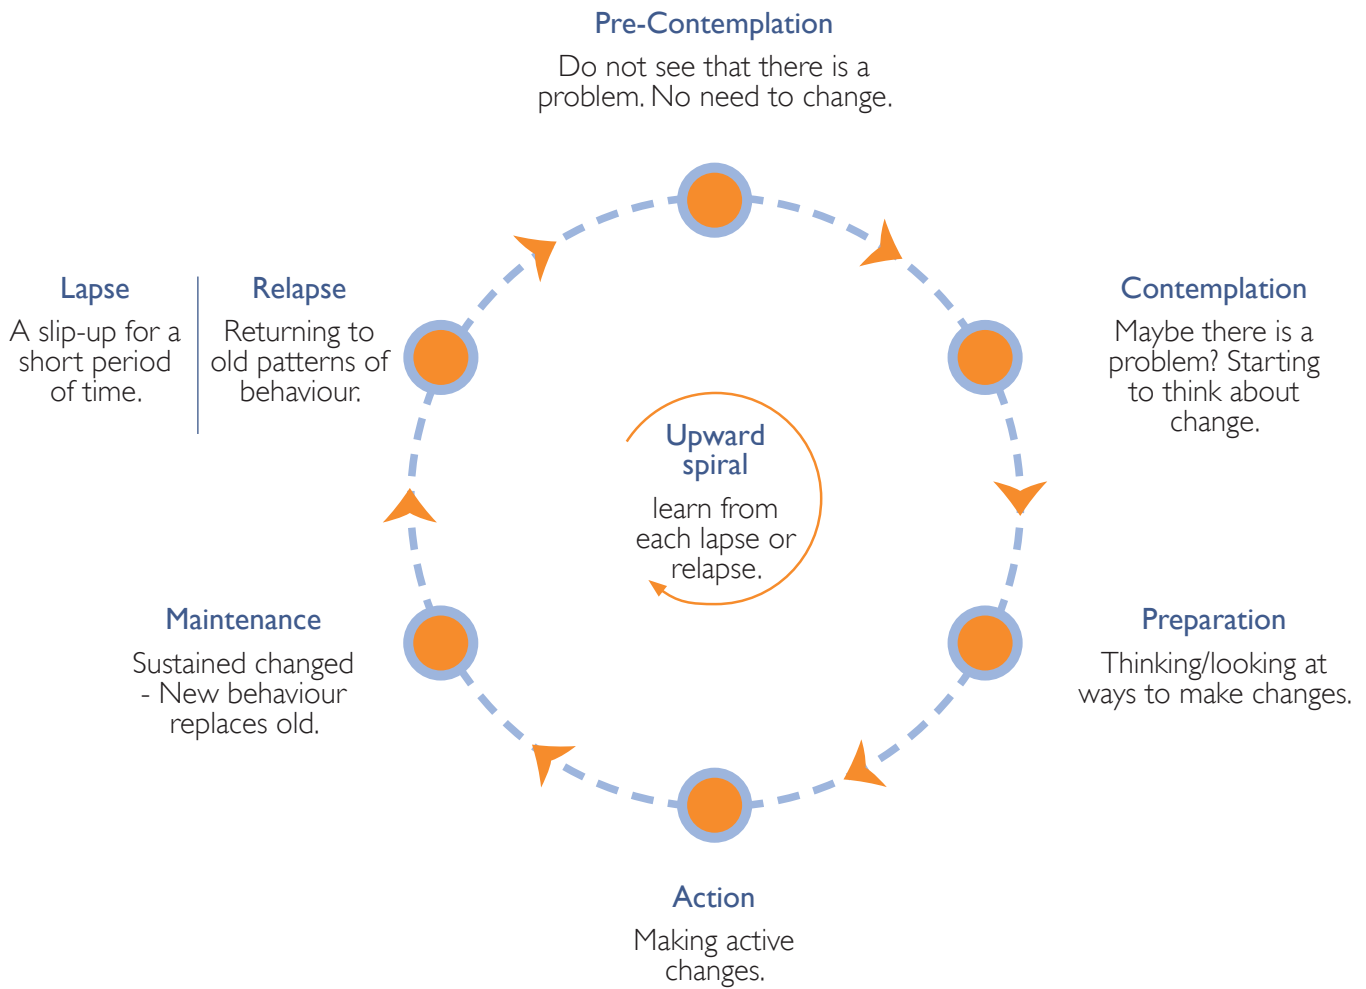 Pre-Contemplation
Do not see that there is a
problem. No need to change.
Contemplation
Maybe there is a
problem? Starting
to think about
change.
Preparation
Thinking/looking at
ways to make changes.
Action
Making active
changes.
Maintenance
Sustained changed
- New behaviour
replaces old.
Lapse
A slip-up for a
short period
of time.
Relapse
Returning to
old patterns of
behaviour.
Upward
spiral
learn from
each lapse or
relapse.